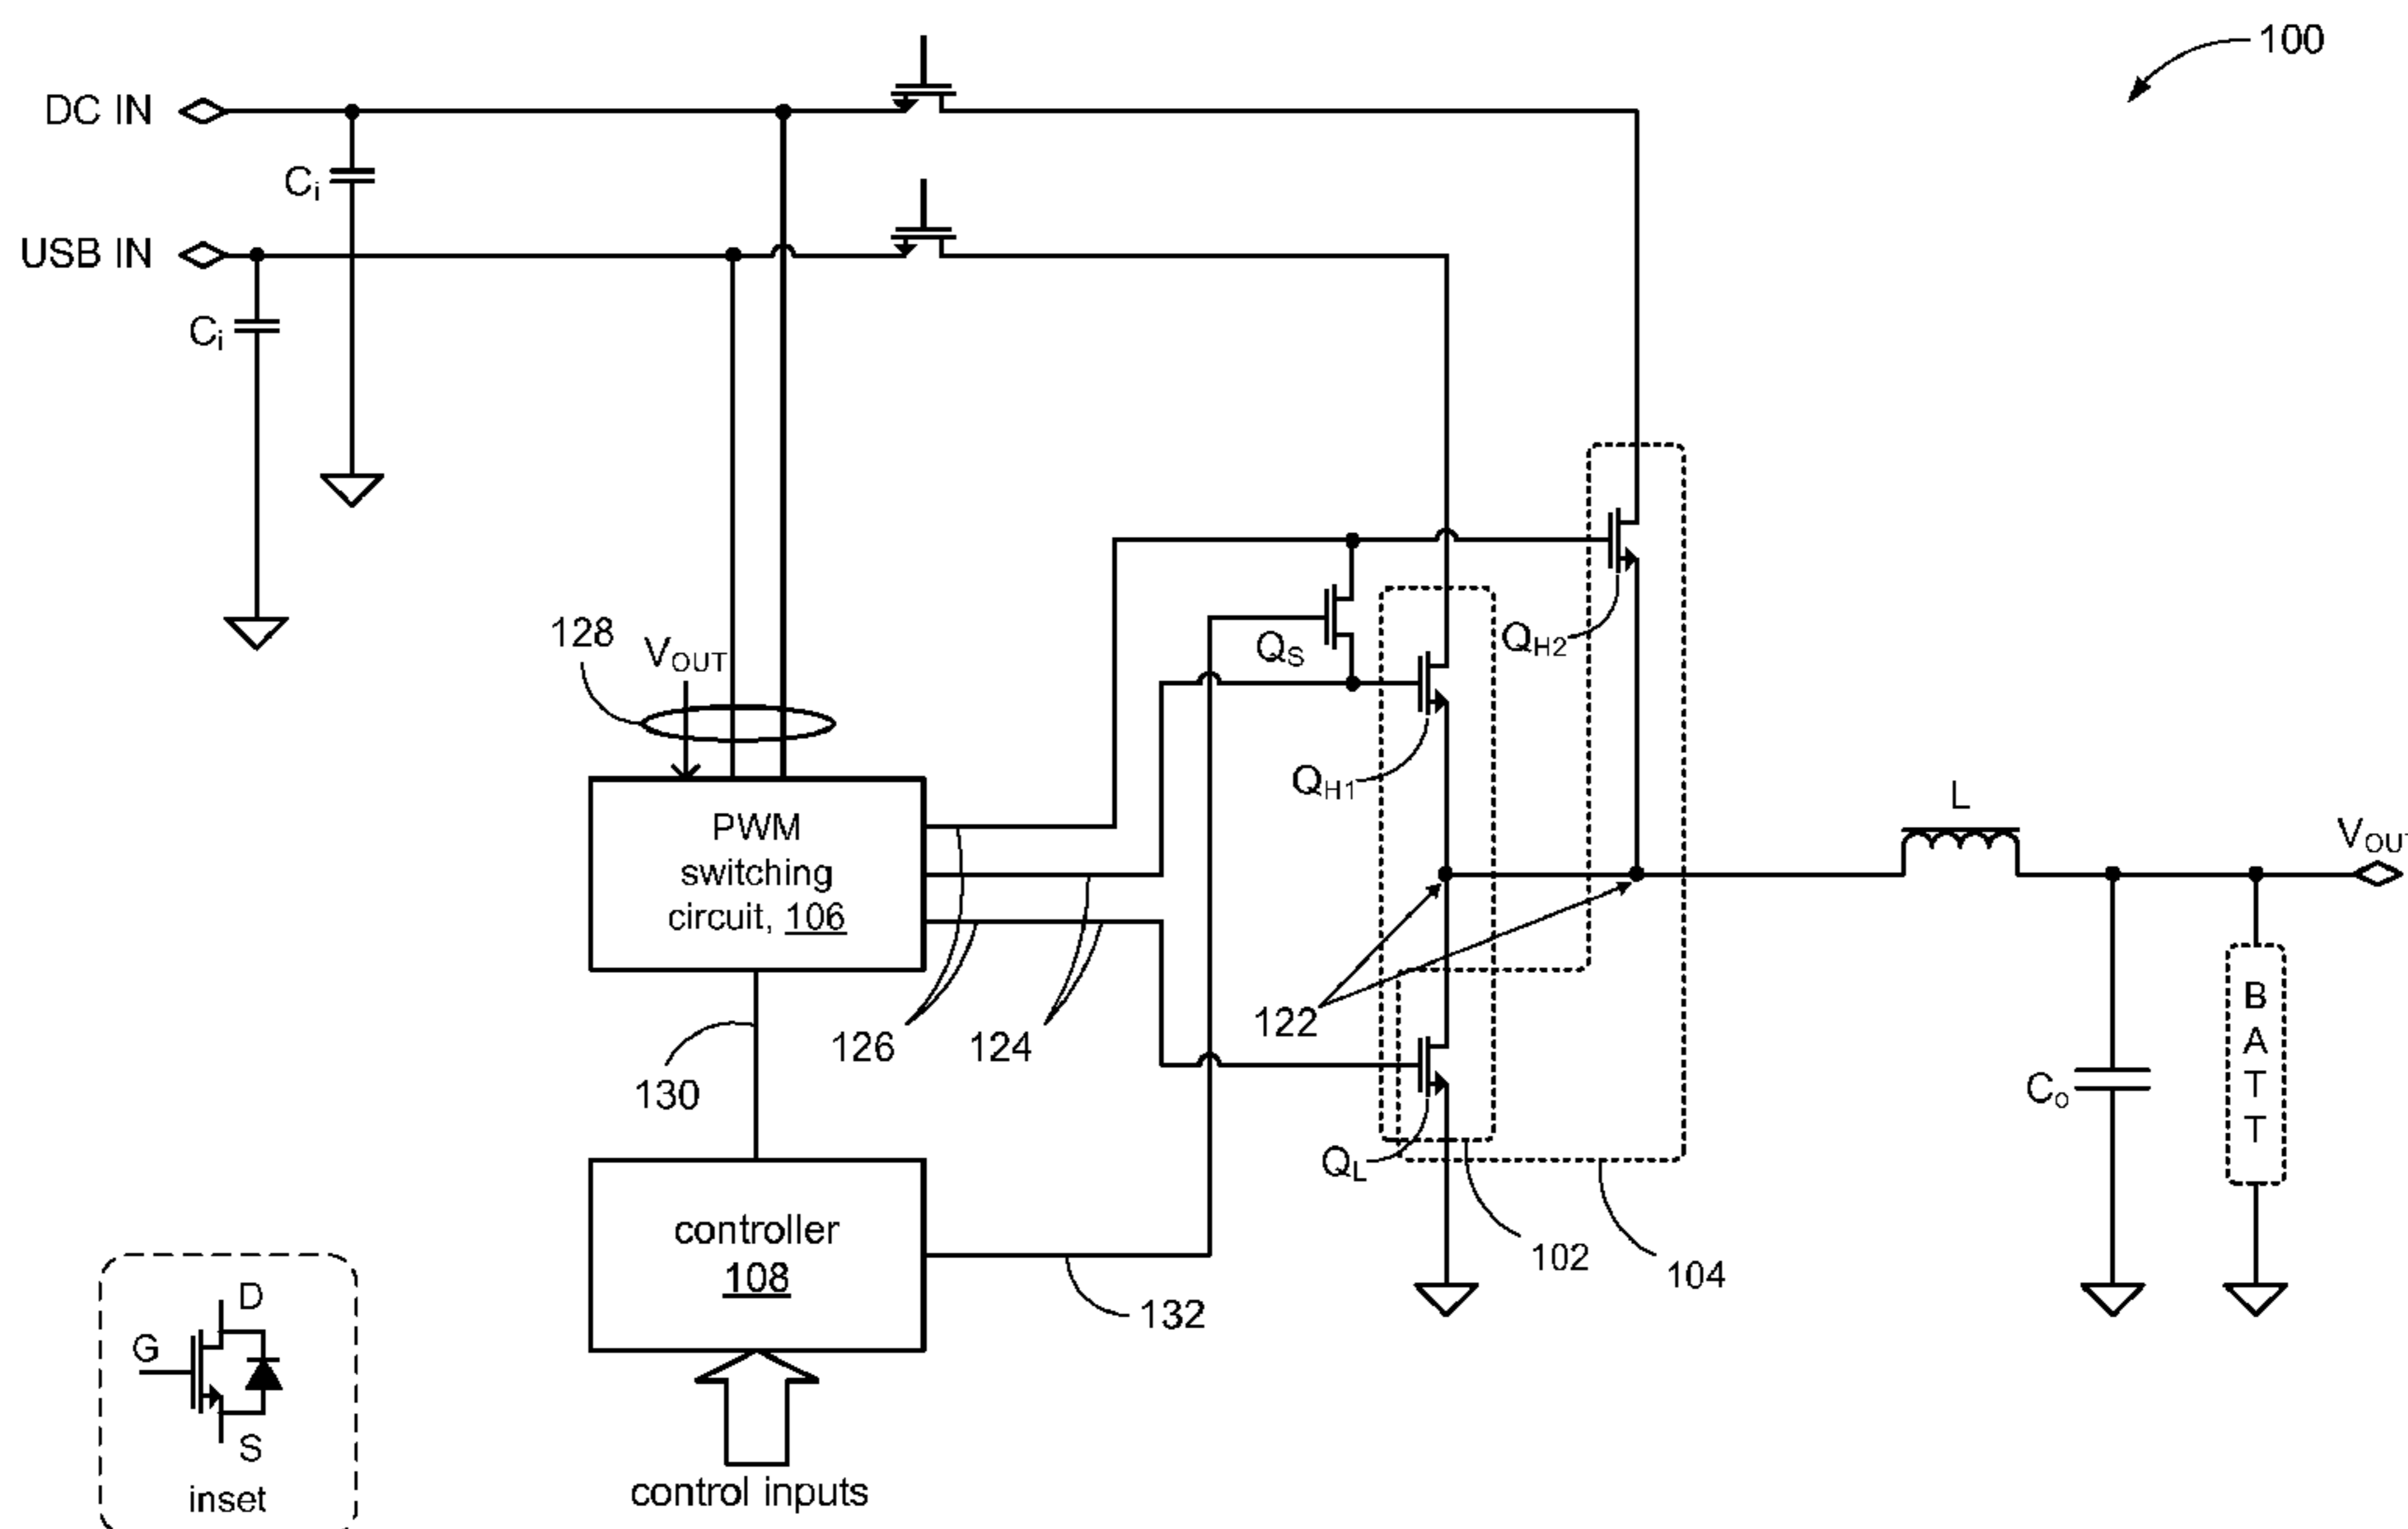 100
DC IN
Ci
USB IN
Ci
128
VOUT
QS
QH2
QH1
L
VOUT
PWM
switching
circuit, 106
126
124
122
130
Co
B
A
T
T
QL
controller
108
102
104
132
D
G
S
inset
control inputs